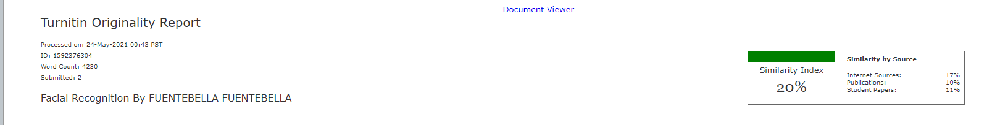 Document Viewer
Turnitin Originality Report
Processed on: 24-May-2021 00:43 PST
ID: 1592376304
Word Count: 4230
Submitted: 2
Facial Recognition By FUENTEBELLA FUENTEBELLA
Similarity Index
20%
Similarity by Source
Internet Sources: 17%
Publications: 10%
Student Papers: 11%